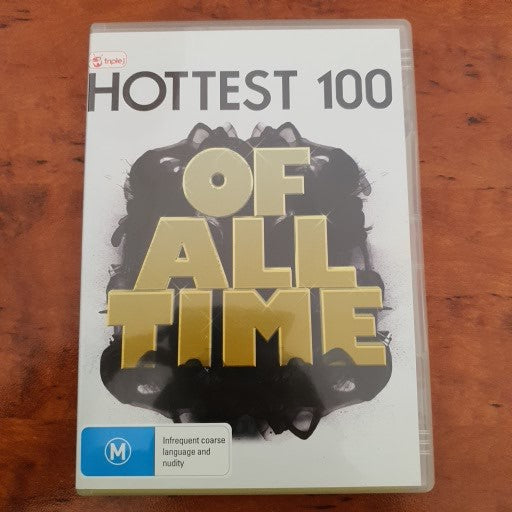 triple j
HOTTEST 100
OF
ALL
TIME
M
Infrequent coarse
language and
nudity